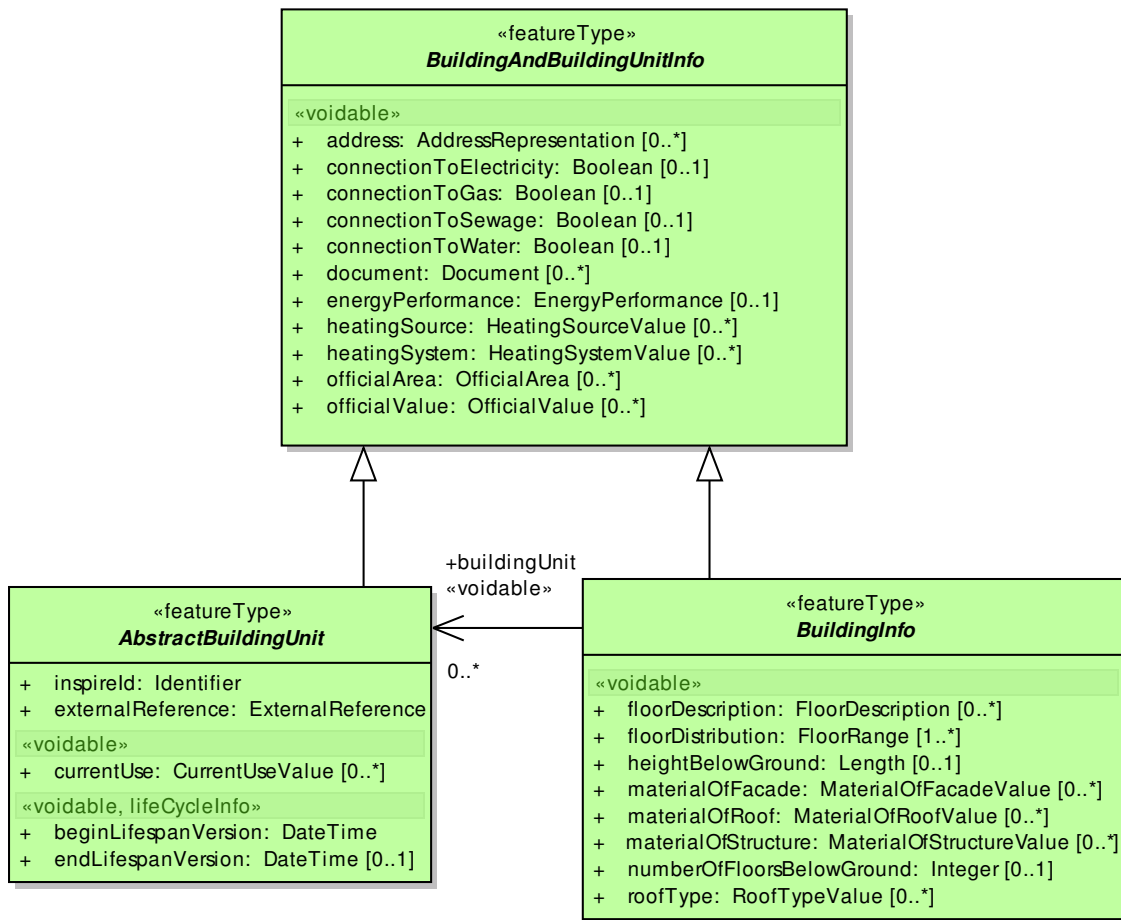 «featureType»
BuildingAndBuildingUnitInfo
«voidable»
+ address: AddressRepresentation [0..*]
+ connectionToElectricity: Boolean [0..1]
+ connectionToGas: Boolean [0..1]
+ connectionToSewage: Boolean [0..1]
+ connectionToWater: Boolean [0..1]
+ document: Document [0..*]
+ energyPerformance: EnergyPerformance [0..1]
+ heatingSource: HeatingSourceValue [0..*]
+ heatingSystem: HeatingSystemValue [0..*]
+ officialArea: OfficialArea [0..*]
+ officialValue: OfficialValue [0..*]
+buildingUnit
«voidable»
0..*
«featureType»
AbstractBuildingUnit
+ inspireId: Identifier
+ externalReference: ExternalReference
«voidable»
+ currentUse: CurrentUseValue [0..*]
«voidable, lifeCycleInfo»
+ beginLifespanVersion: DateTime
+ endLifespanVersion: DateTime [0..1]
«featureType»
BuildingInfo
«voidable»
+ floorDescription: FloorDescription [0..*]
+ floorDistribution: FloorRange [1..*]
+ heightBelowGround: Length [0..1]
+ materialOfFacade: MaterialOfFacadeValue [0..*]
+ materialOfRoof: MaterialOfRoofValue [0..*]
+ materialOfStructure: MaterialOfStructureValue [0..*]
+ numberOfFloorsBelowGround: Integer [0..1]
+ roofType: RoofTypeValue [0..*]